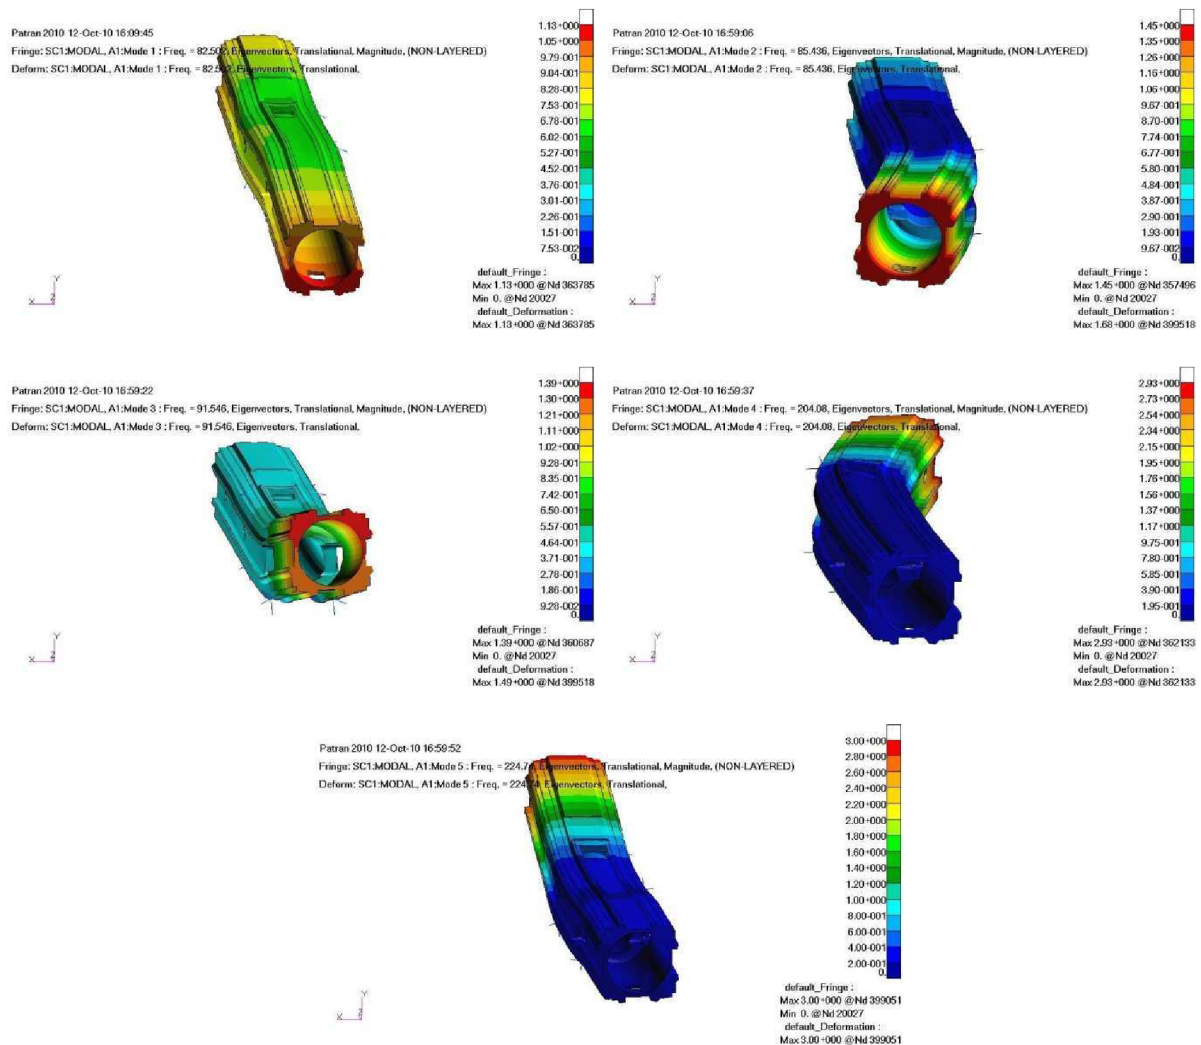 Patran 2010 12-Oct-10 16:09:45
Fringe: SC1:MODAL, A1:Mode 1 : Freq. = 82.502, Eigenvectors, Translational, Magnitude, (NON-LAYERED)
Deform: SC1:MODAL, A1:Mode 1 : Freq. = 82.502, Eigenvectors, Translational,
1.13+000
1.05+000
9.79-001
9.04-001
8.28-001
7.53-001
6.78-001
6.02-001
5.27-001
4.52-001
3.76-001
3.01-001
2.26-001
1.51-001
7.53-002
0.
default_Fringe :
Max 1.13+000 @Nd 363785
Min 0. @Nd 20027
default_Deformation :
Max 1.13+000 @Nd 363785
Y
X Z
Patran 2010 12-Oct-10 16:59:06
Fringe: SC1:MODAL, A1:Mode 2 : Freq. = 85.436, Eigenvectors, Translational, Magnitude, (NON-LAYERED)
Deform: SC1:MODAL, A1:Mode 2 : Freq. = 85.436, Eigenvectors, Translational,
1.45+000
1.35+000
1.26+000
1.16+000
1.06+000
9.67-001
8.70-001
7.74-001
6.77-001
5.80-001
4.84-001
3.87-001
2.90-001
1.93-001
9.67-002
0.
default_Fringe :
Max 1.45+000 @Nd 357496
Min 0. @Nd 20027
default_Deformation :
Max 1.68+000 @Nd 399518
Y
X Z
Patran 2010 12-Oct-10 16:59:22
Fringe: SC1:MODAL, A1:Mode 3 : Freq. = 91.546, Eigenvectors, Translational, Magnitude, (NON-LAYERED)
Deform: SC1:MODAL, A1:Mode 3 : Freq. = 91.546, Eigenvectors, Translational,
1.39+000
1.30+000
1.21+000
1.11+000
1.02+000
9.28-001
8.35-001
7.42-001
6.50-001
5.57-001
4.64-001
3.71-001
2.78-001
1.86-001
9.28-002
0.
default_Fringe :
Max 1.39+000 @Nd 360687
Min 0. @Nd 20027
default_Deformation :
Max 1.49+000 @Nd 399518
Y
X Z
Patran 2010 12-Oct-10 16:59:37
Fringe: SC1:MODAL, A1:Mode 4 : Freq. = 204.08, Eigenvectors, Translational, Magnitude, (NON-LAYERED)
Deform: SC1:MODAL, A1:Mode 4 : Freq. = 204.08, Eigenvectors, Translational,
2.93+000
2.73+000
2.54+000
2.34+000
2.15+000
1.95+000
1.76+000
1.56+000
1.37+000
1.17+000
9.75-001
7.80-001
5.85-001
3.90-001
1.95-001
0.
default_Fringe :
Max 2.93+000 @Nd 362133
Min 0. @Nd 20027
default_Deformation :
Max 2.93+000 @Nd 362133
Y
X Z
Patran 2010 12-Oct-10 16:59:52
Fringe: SC1:MODAL, A1:Mode 5 : Freq. = 224.74, Eigenvectors, Translational, Magnitude, (NON-LAYERED)
Deform: SC1:MODAL, A1:Mode 5 : Freq. = 224.74, Eigenvectors, Translational,
3.00+000
2.80+000
2.60+000
2.40+000
2.20+000
2.00+000
1.80+000
1.60+000
1.40+000
1.20+000
1.00+000
8.00-001
6.00-001
4.00-001
2.00-001
0.
default_Fringe :
Max 3.00+000 @Nd 399051
Min 0. @Nd 20027
default_Deformation :
Max 3.00+000 @Nd 399051
Y
X Z